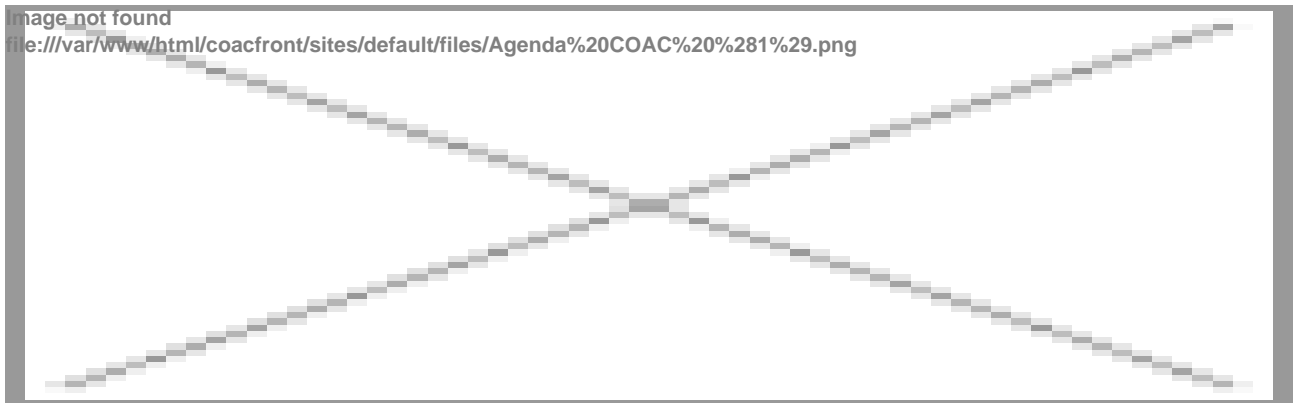 Image not found
file:///var/www/html/coacfront/sites/default/files/Agenda%20COAC%20%281%29.png